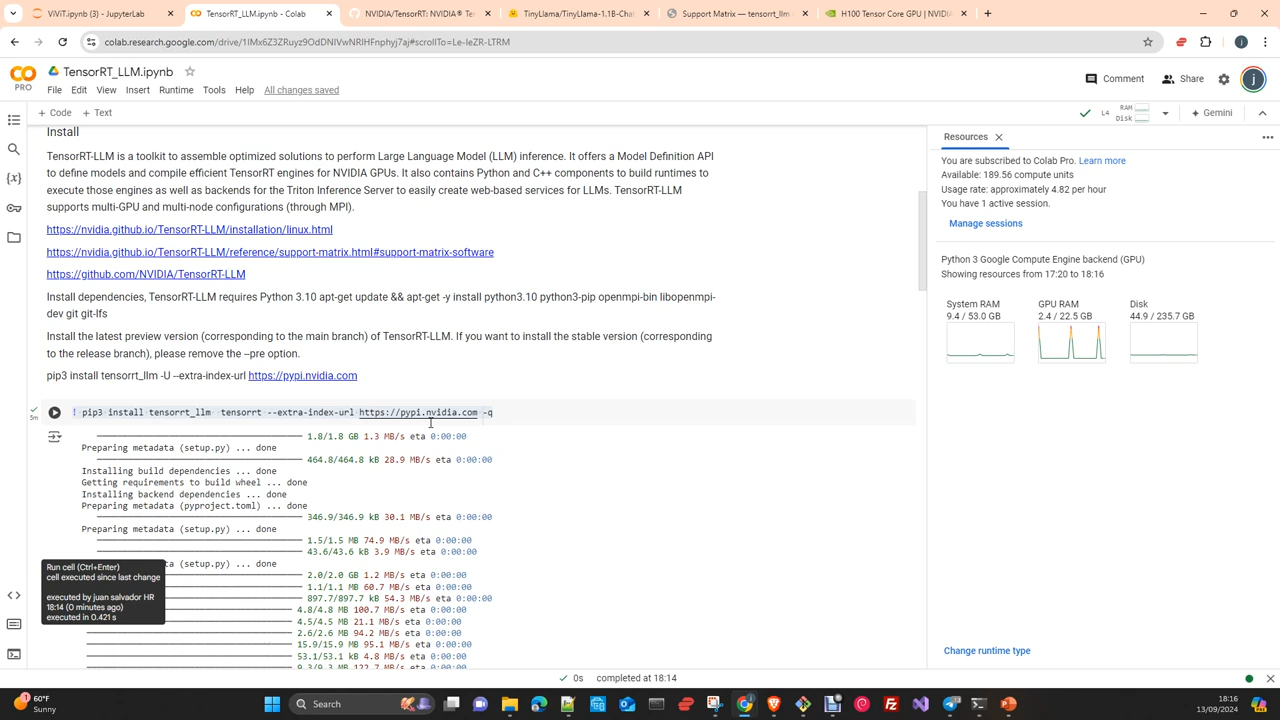 ViViT.ipynb (3) - JupyterLab
TensorRT_LLM.ipynb - Colab
NVIDIA/TensorRT: NVIDIA® T
TinyLlama/TinyLlama-1.1B-Chat
Support Matrix — tensorrt_llm
H100 Tensor Core GPU | NVIDIA
colab.research.google.com/drive/1IMx6Z3ZRuyz9OdDNIVwNRlHFnphyj7aj#scrollTo=Le-leZR-LTRM
CO
PRO
TensorRT_LLM.ipynb
File Edit View Insert Runtime Tools Help All changes saved
Comment
Share
j
+ Code + Text
L4
RAM
Disk
Gemini
Install
TensorRT-LLM is a toolkit to assemble optimized solutions to perform Large Language Model (LLM) inference. It offers a Model Definition API
to define models and compile efficient TensorRT engines for NVIDIA GPUs. It also contains Python and C++ components to build runtimes to
execute those engines as well as backends for the Triton Inference Server to easily create web-based services for LLMs. TensorRT-LLM
supports multi-GPU and multi-node configurations (through MPI).
https://nvidia.github.io/TensorRT-LLM/installation/linux.html
https://nvidia.github.io/TensorRT-LLM/reference/support-matrix.html#support-matrix-software
https://github.com/NVIDIA/TensorRT-LLM
Install dependencies, TensorRT-LLM requires Python 3.10 apt-get update && apt-get -y install python3.10 python3-pip openmpi-bin libopenmpi-
dev git git-lfs
Install the latest preview version (corresponding to the main branch) of TensorRT-LLM. If you want to install the stable version (corresponding
to the release branch), please remove the --pre option.
pip3 install tensorrt_llm -U --extra-index-url https://pypi.nvidia.com
5m
! pip3 install tensorrt_llm tensorrt --extra-index-url https://pypi.nvidia.com -q
1.8/1.8 GB 1.3 MB/s eta 0:00:00
Preparing metadata (setup.py) ... done
464.8/464.8 kB 28.9 MB/s eta 0:00:00
Installing build dependencies ... done
Getting requirements to build wheel ... done
Installing backend dependencies ... done
Preparing metadata (pyproject.toml) ... done
346.9/346.9 kB 30.1 MB/s eta 0:00:00
Preparing metadata (setup.py) ... done
1.5/1.5 MB 74.9 MB/s eta 0:00:00
43.6/43.6 kB 3.9 MB/s eta 0:00:00
(setup.py) ... done
2.0/2.0 GB 1.2 MB/s eta 0:00:00
1.1/1.1 MB 60.7 MB/s eta 0:00:00
897.7/897.7 kB 54.3 MB/s eta 0:00:00
4.8/4.8 MB 100.7 MB/s eta 0:00:00
4.5/4.5 MB 21.1 MB/s eta 0:00:00
2.6/2.6 MB 94.2 MB/s eta 0:00:00
15.9/15.9 MB 95.1 MB/s eta 0:00:00
53.1/53.1 kB 4.8 MB/s eta 0:00:00
9.3/9.3 MB 122.7 MB/s eta 0:00:00
Run cell (Ctrl+Enter)
cell executed since last change
executed by juan salvador HR
18:14 (0 minutes ago)
executed in 0.421 s
Resources
You are subscribed to Colab Pro. Learn more
Available: 189.56 compute units
Usage rate: approximately 4.82 per hour
You have 1 active session.
Manage sessions
Python 3 Google Compute Engine backend (GPU)
Showing resources from 17:20 to 18:16
System RAM
9.4 / 53.0 GB
GPU RAM
2.4 / 22.5 GB
Disk
44.9 / 235.7 GB
Change runtime type
0s completed at 18:14
60°F
Sunny
Search
18:16
13/09/2024